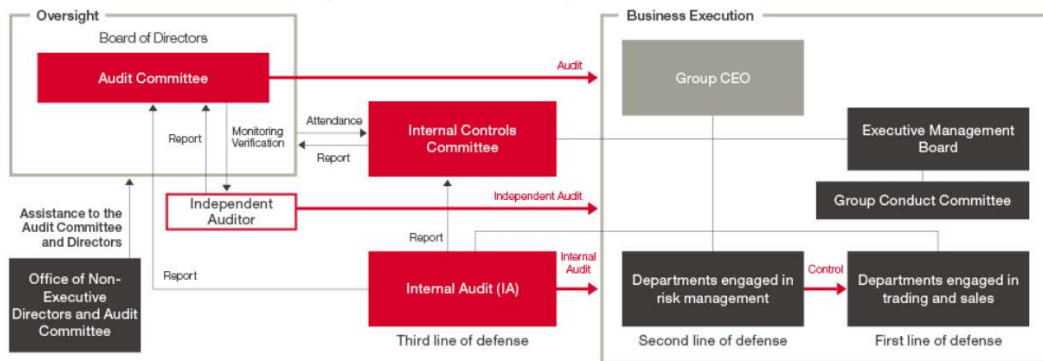 Oversight
Business Execution
Board of Directors
Audit Committee
Audit
Group CEO
Attendance
Report
Monitoring
Verification
Report
Internal Controls
Committee
Executive Management
Board
Independent
Auditor
Independent Audit
Group Conduct Committee
Assistance to the
Audit Committee
and Directors
Report
Office of Non-
Executive
Directors and Audit
Committee
Report
Internal Audit (IA)
Internal
Audit
Departments engaged in
risk management
Control
Departments engaged in
trading and sales
Third line of defense
Second line of defense
First line of defense